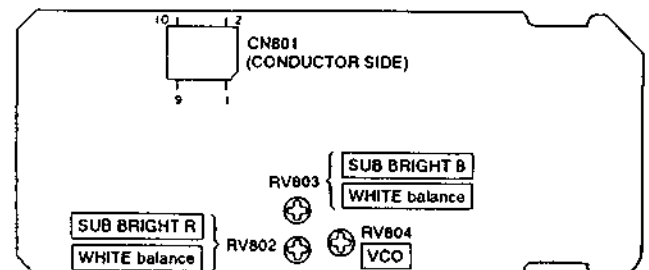 10 2
CN801
(CONDUCTOR SIDE)
9 1
SUB BRIGHT B
RV803
WHITE balance
SUB BRIGHT R
RV804
RV802
WHITE balance
VCO